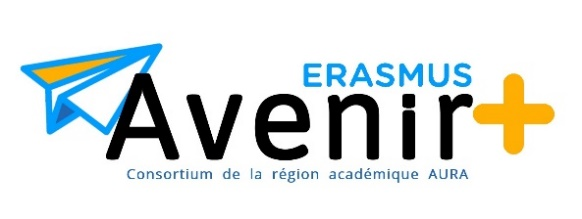 ERASMUS
Avenir+
Consortium de la région académique AURA